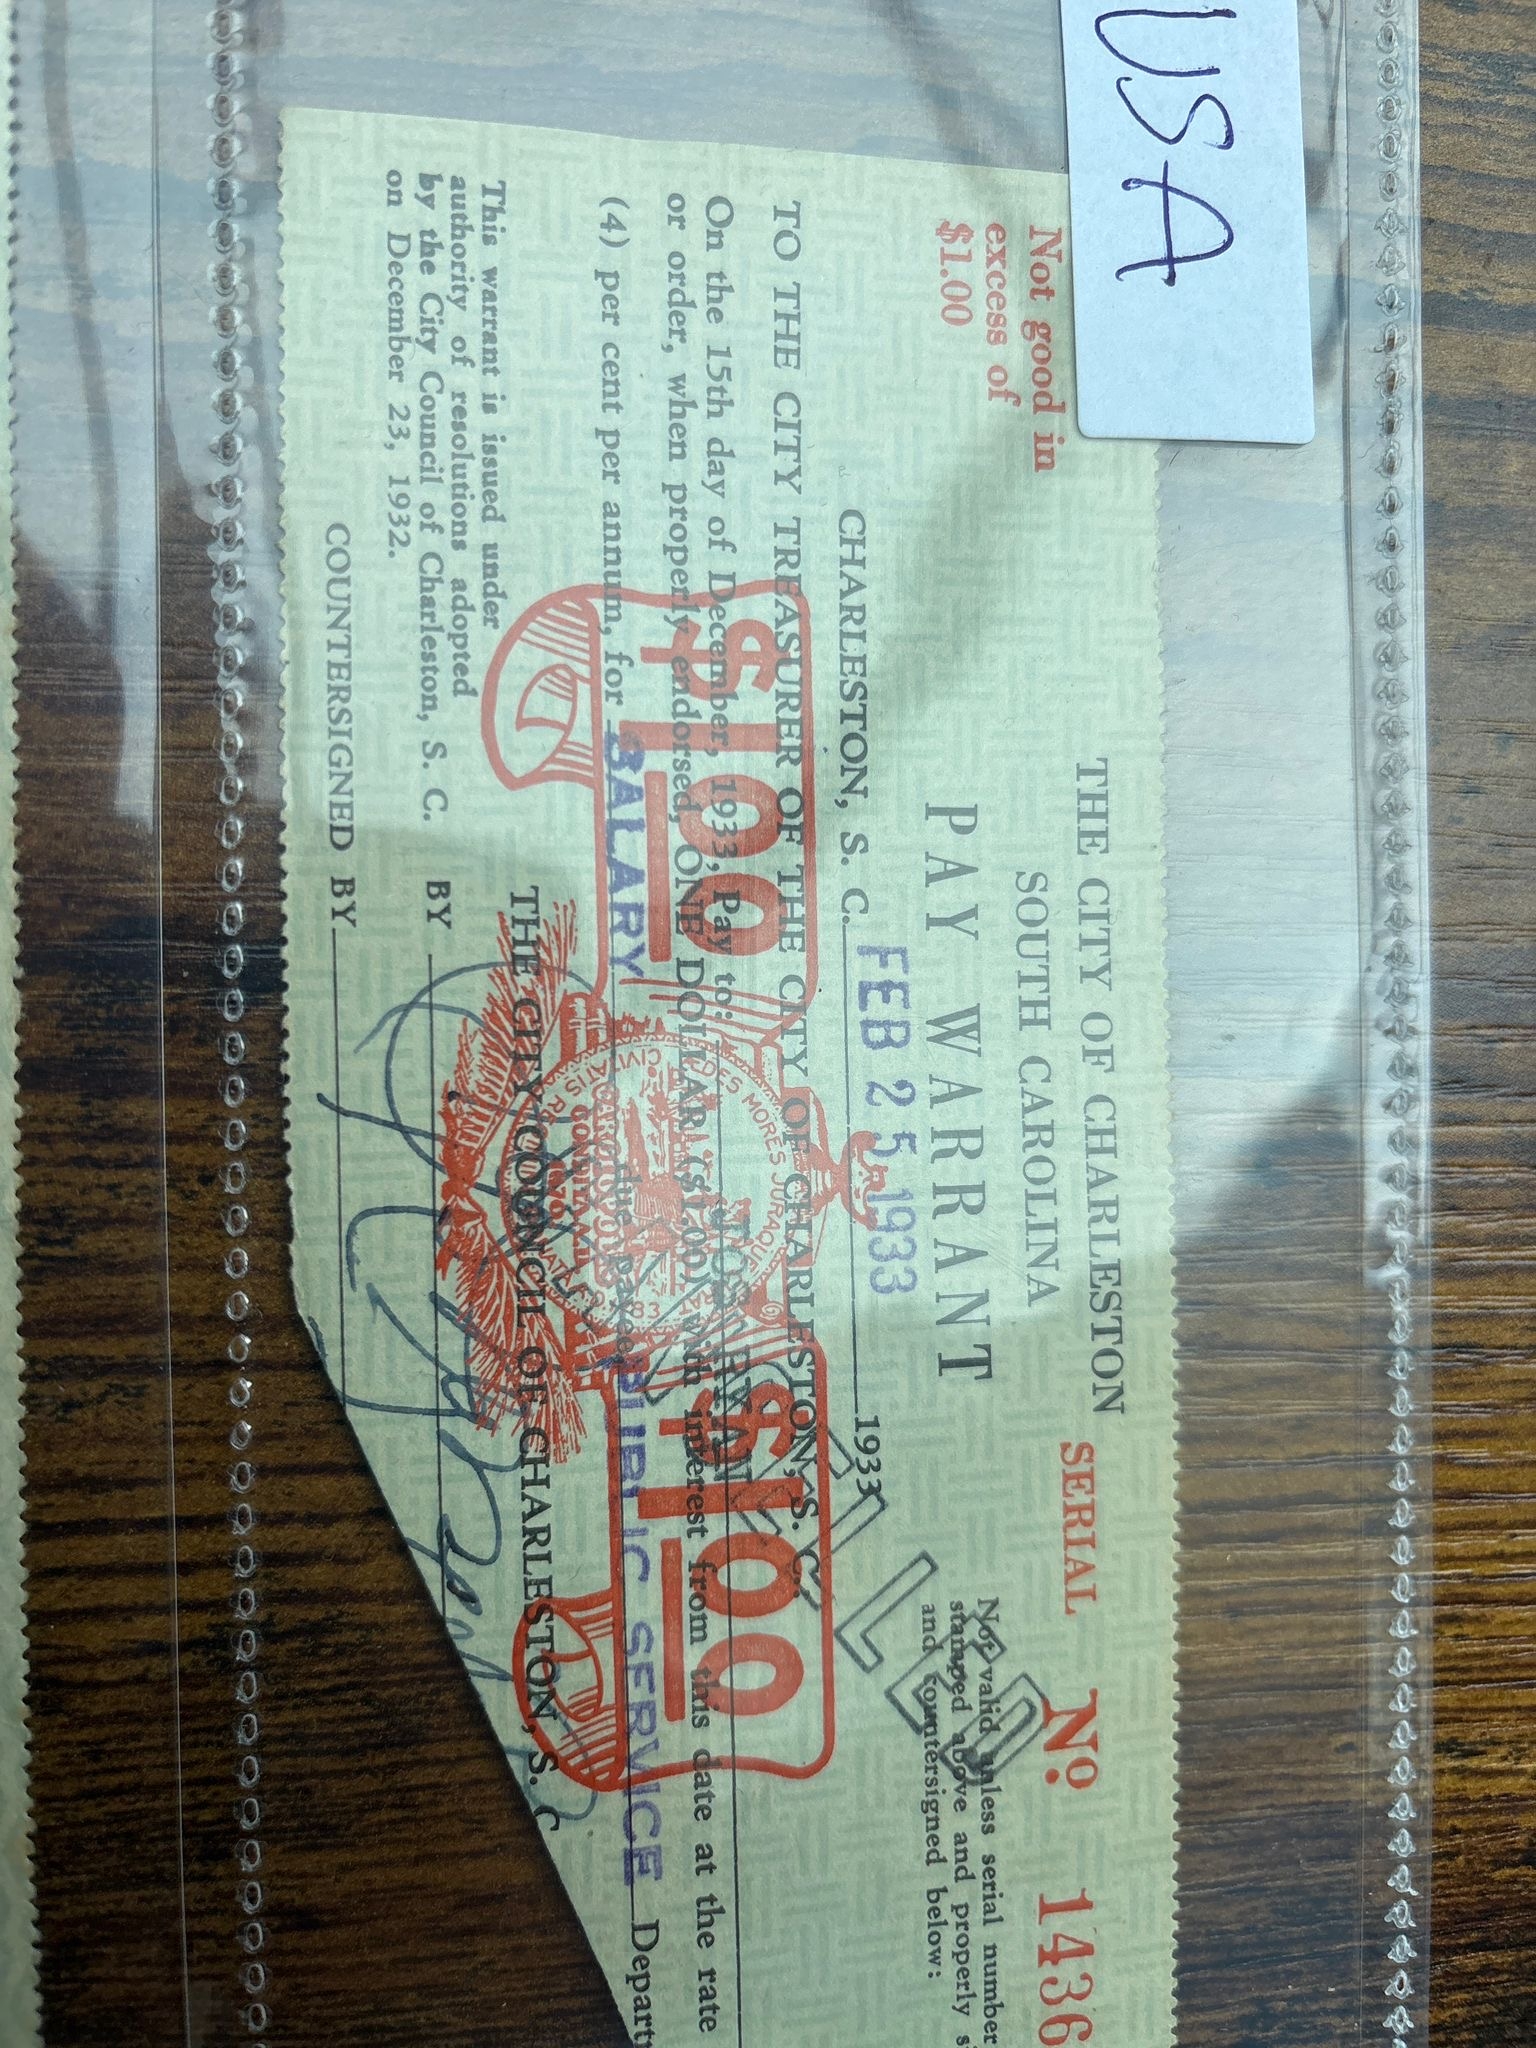 USA
Not good in
excess of
$1.00
THE CITY OF CHARLESTON
SOUTH CAROLINA
PAY WARRANT
SERIAL No. 1436
Not valid unless serial number
stamped above and properly s
and countersigned below:
CHARLESTON, S. C. FEB 25 1933 1933
TO THE CITY TREASURER OF THE CITY OF CHARLESTON, S. C.
On the 15th day of December, 1933, Pay to:
or order, when properly endorsed, ONE DOLLAR ($1.00) with interest from this date at the rate
(4) per cent per annum, for SALARY due payee PUBLIC SERVICE Depart
$100 $100
This warrant is issued under
authority of resolutions adopted
by the City Council of Charleston, S. C.
on December 23, 1932.
THE CITY COUNCIL OF CHARLESTON, S. C
BY
COUNTERSIGNED BY